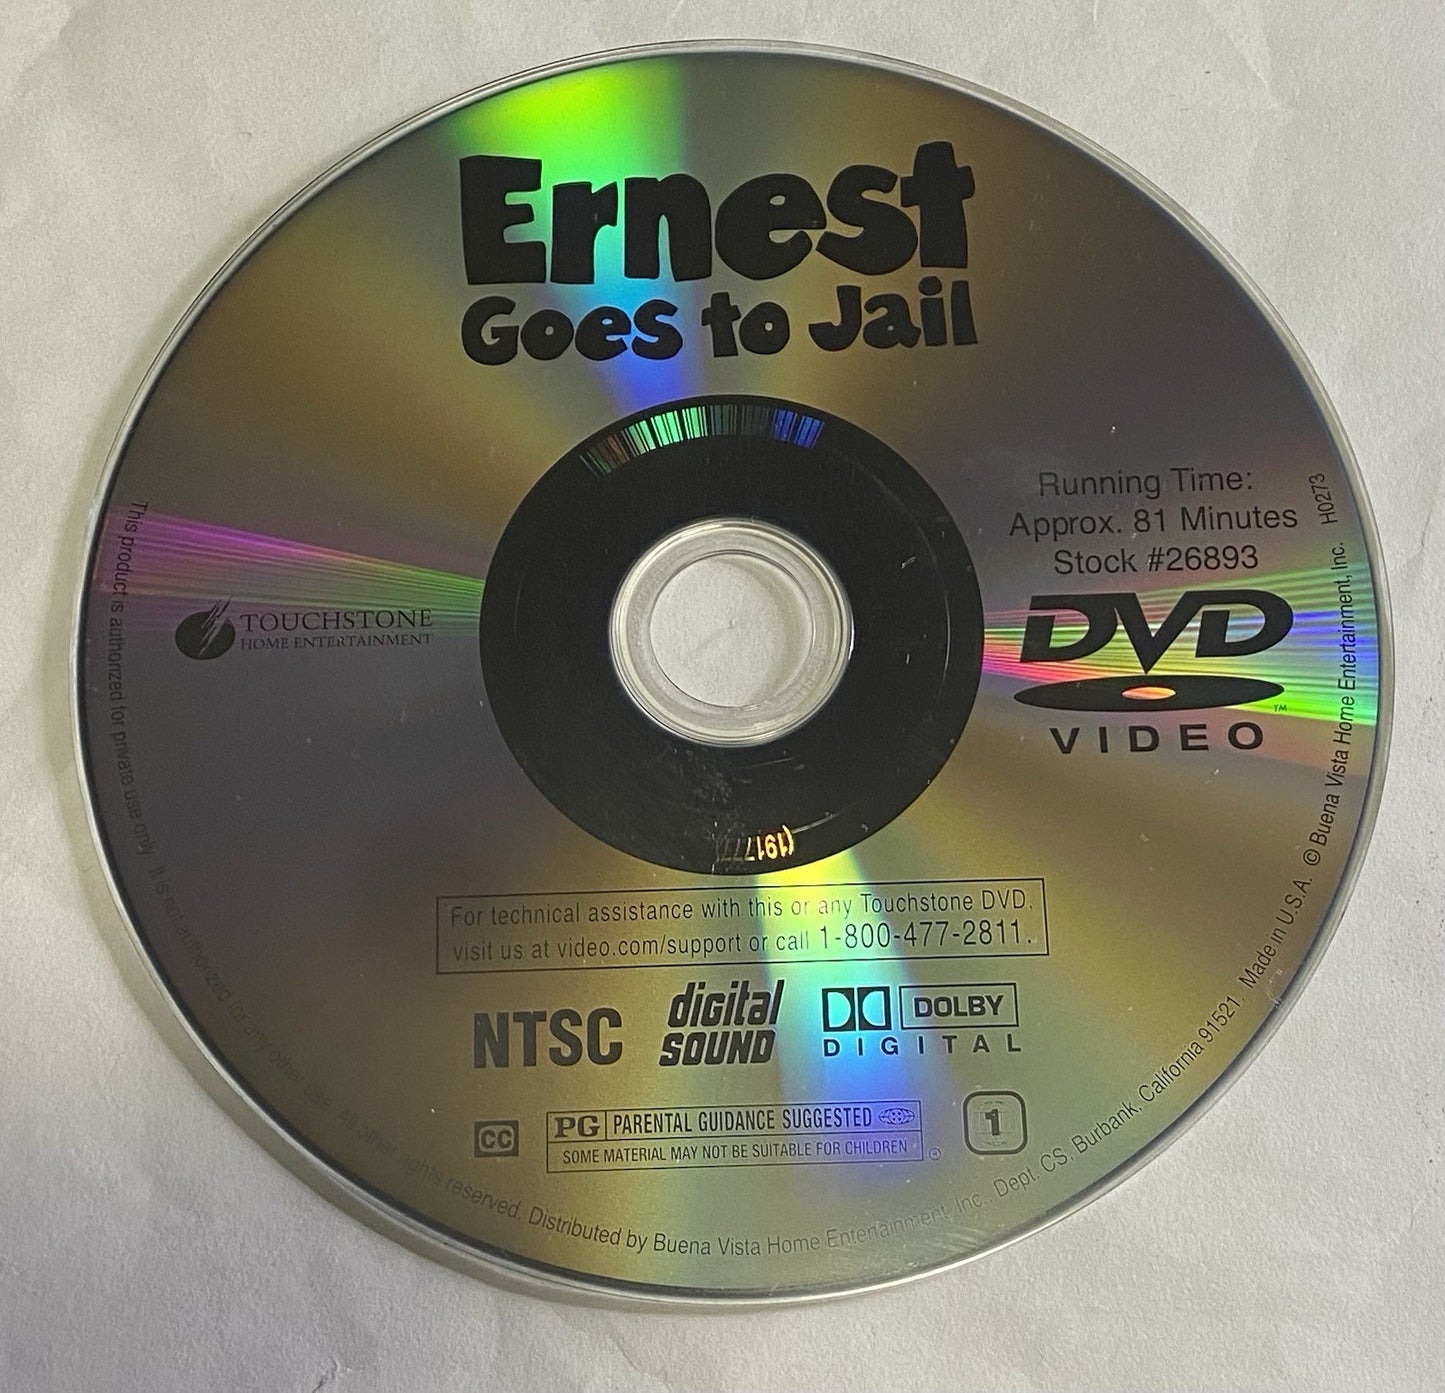 Ernest
Goes to Jail
Running Time:
Approx. 81 Minutes
Stock #26893
H0273
TOUCHSTONE
HOME ENTERTAINMENT
DVD
TM
VIDEO
For technical assistance with this or any Touchstone DVD,
visit us at video.com/support or call 1-800-477-2811.
NTSC
digital
SOUND
DOLBY
DIGITAL
CC
PG PARENTAL GUIDANCE SUGGESTED
SOME MATERIAL MAY NOT BE SUITABLE FOR CHILDREN ®
1
This product is authorized for private use only. It is not authorized for any other use. All other rights reserved. Distributed by Buena Vista Home Entertainment, Inc., Dept. CS, Burbank, California 91521. Made in U.S.A. © Buena Vista Home Entertainment, Inc.